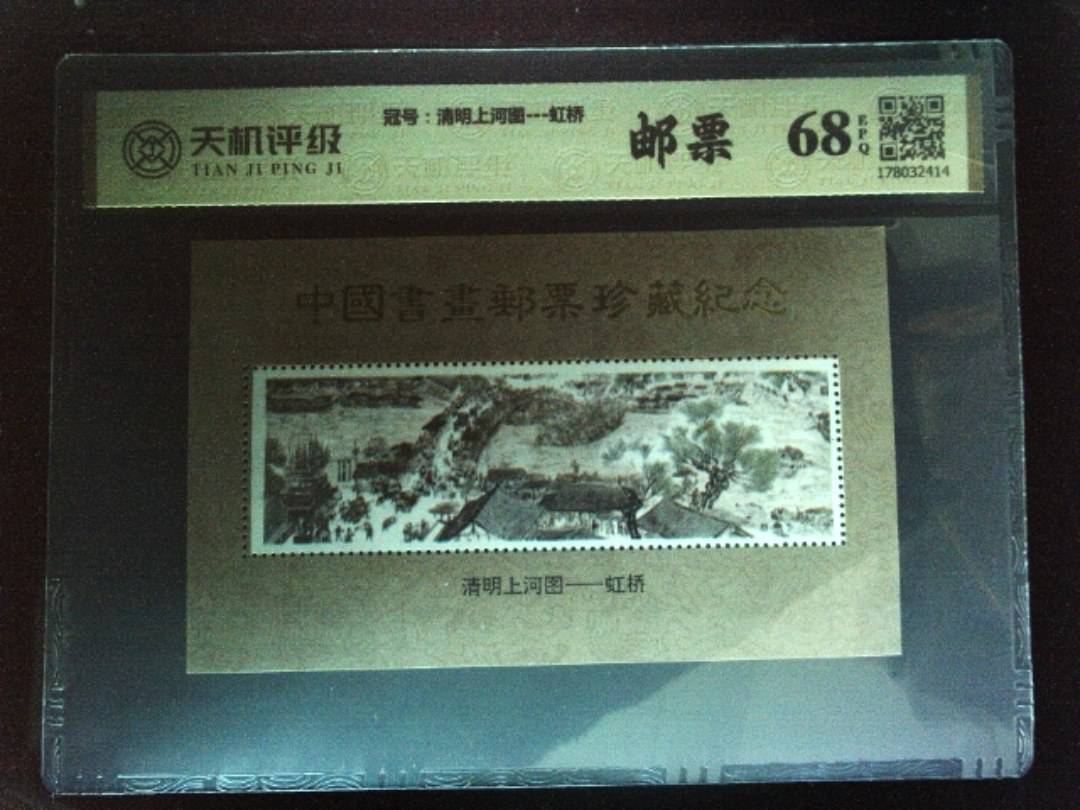 天机评级
TIAN JI PING JI
冠号：清明上河图---虹桥
邮票
68
EPQ
178032414
中國書畫郵票珍藏紀念
清明上河图——虹桥